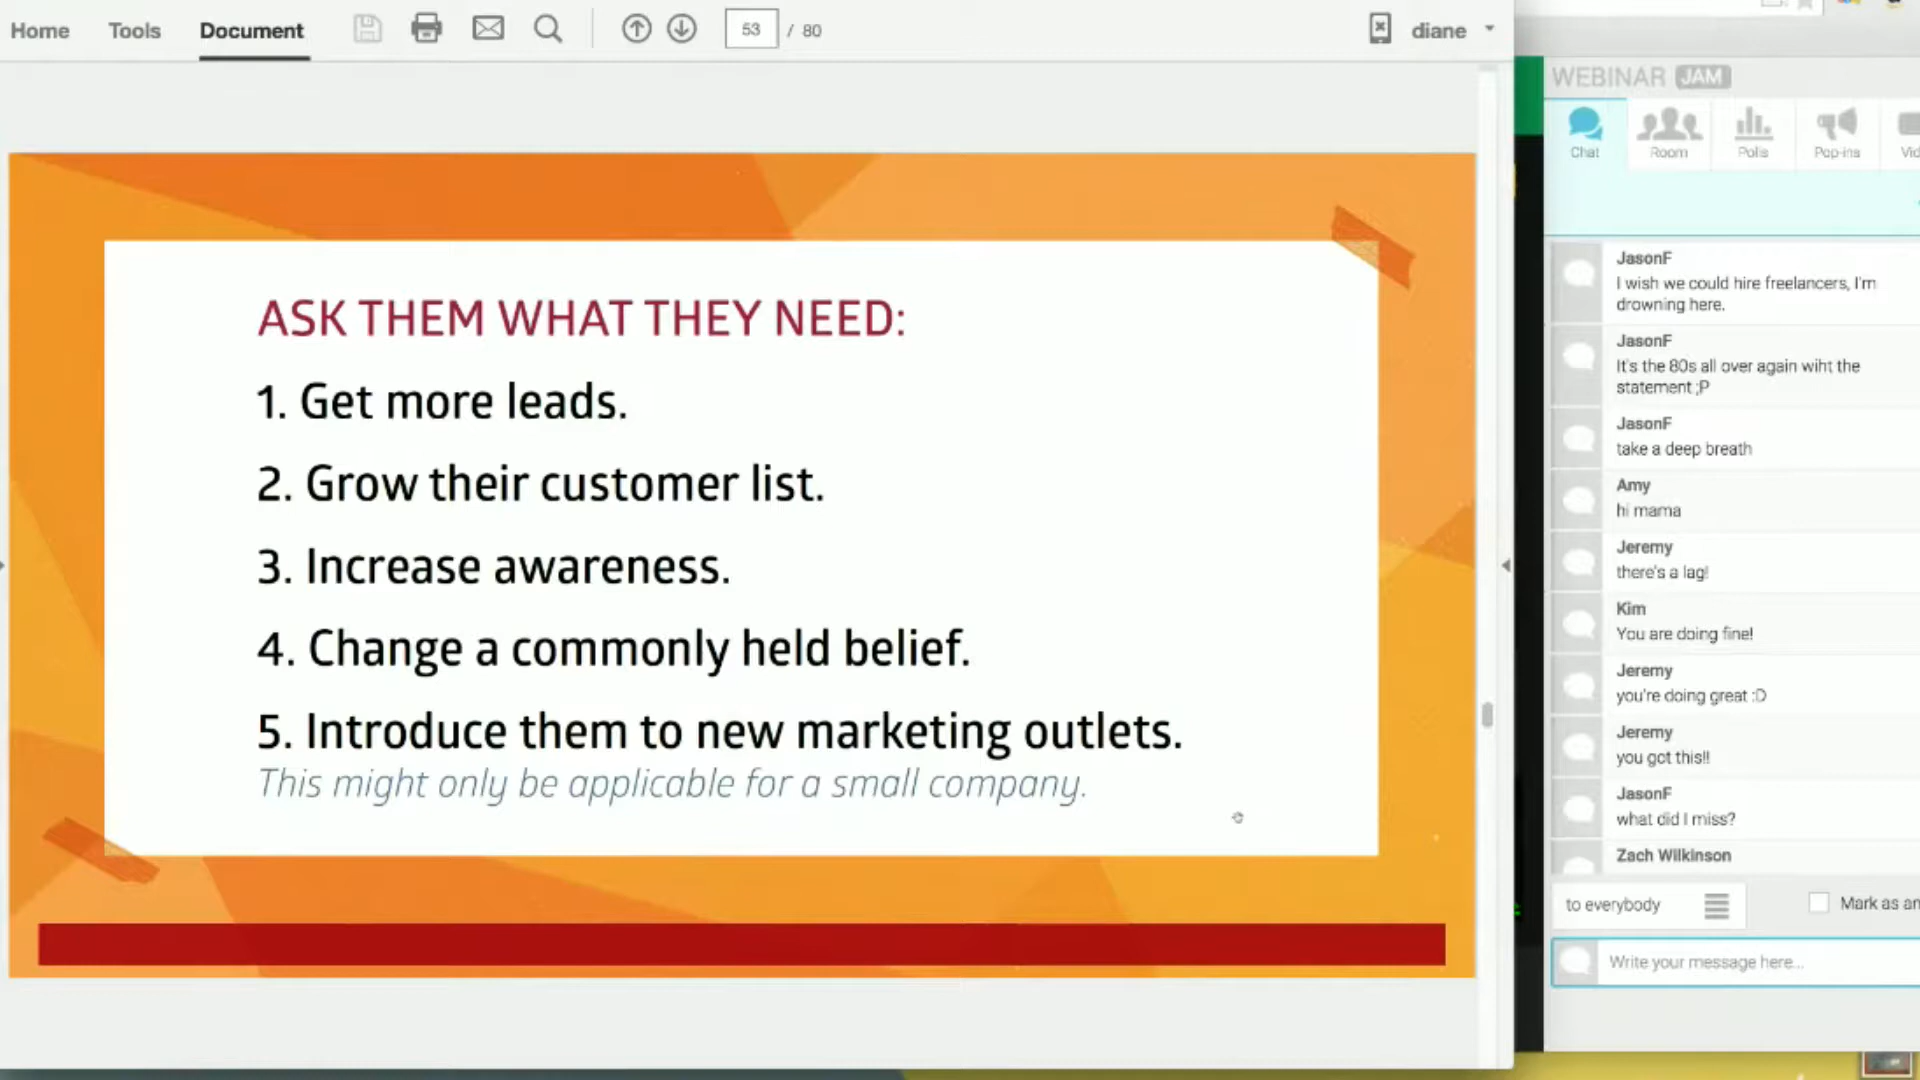 Home Tools Document 53 / 80 diane
ASK THEM WHAT THEY NEED:
1. Get more leads.
2. Grow their customer list.
3. Increase awareness.
4. Change a commonly held belief.
5. Introduce them to new marketing outlets.
This might only be applicable for a small company.
WEBINAR JAM
Chat Room Polls Pop-ins Vid
JasonF
I wish we could hire freelancers, I'm
drowning here.
JasonF
It's the 80s all over again wiht the
statement ;P
JasonF
take a deep breath
Amy
hi mama
Jeremy
there's a lag!
Kim
You are doing fine!
Jeremy
you're doing great :D
Jeremy
you got this!!
JasonF
what did I miss?
Zach Wilkinson
to everybody Mark as an
Write your message here...